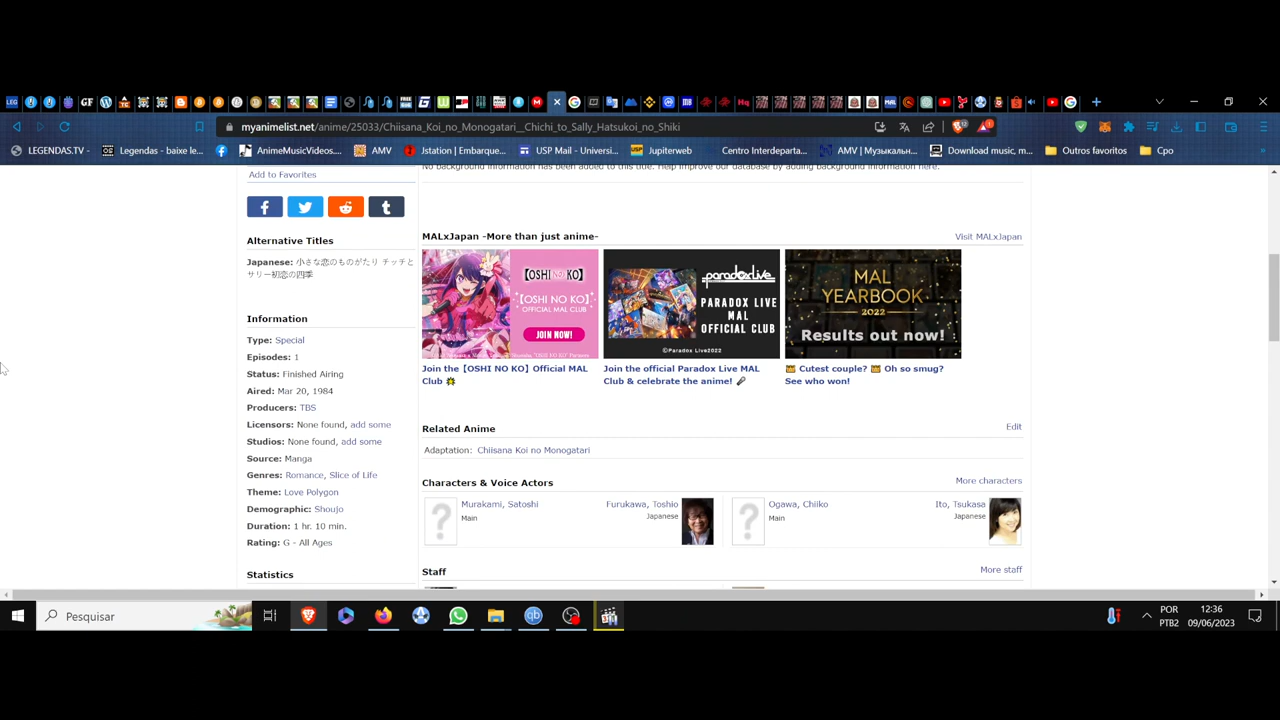 myanimelist.net/anime/25033/Chiisana_Koi_no_Monogatari__Chichi_to_Sally_Hatsukoi_no_Shiki
LEGENDAS.TV -
Legendas - baixe le...
AnimeMusicVideos....
AMV
Jstation | Embarque...
USP Mail - Universi...
Jupiterweb
Centro Interdeparta...
AMV | Музыкальн...
Download music, m...
Outros favoritos
Cpo
Add to Favorites
No background information has been added to this title. Help improve our database by adding background information here.
Alternative Titles
Japanese: 小さな恋のものがたり チッチと
サリー初恋の四季
Information
Type: Special
Episodes: 1
Status: Finished Airing
Aired: Mar 20, 1984
Producers: TBS
Licensors: None found, add some
Studios: None found, add some
Source: Manga
Genres: Romance, Slice of Life
Theme: Love Polygon
Demographic: Shoujo
Duration: 1 hr. 10 min.
Rating: G - All Ages
Statistics
MALxJapan -More than just anime-
Visit MALxJapan
【OSHI NO KO】
【OSHI NO KO】
OFFICIAL MAL CLUB
JOIN NOW!
paradoxlive
PARADOX LIVE
MAL
OFFICIAL CLUB
©Paradox Live2022
MAL
YEARBOOK
2022
Results out now!
Join the【OSHI NO KO】Official MAL
Club
Join the official Paradox Live MAL
Club & celebrate the anime!
Cutest couple? Oh so smug?
See who won!
Related Anime
Edit
Adaptation: Chiisana Koi no Monogatari
Characters & Voice Actors
More characters
Murakami, Satoshi
Main
Furukawa, Toshio
Japanese
Ogawa, Chiiko
Main
Ito, Tsukasa
Japanese
Staff
More staff
Pesquisar
POR
PTB2
12:36
09/06/2023